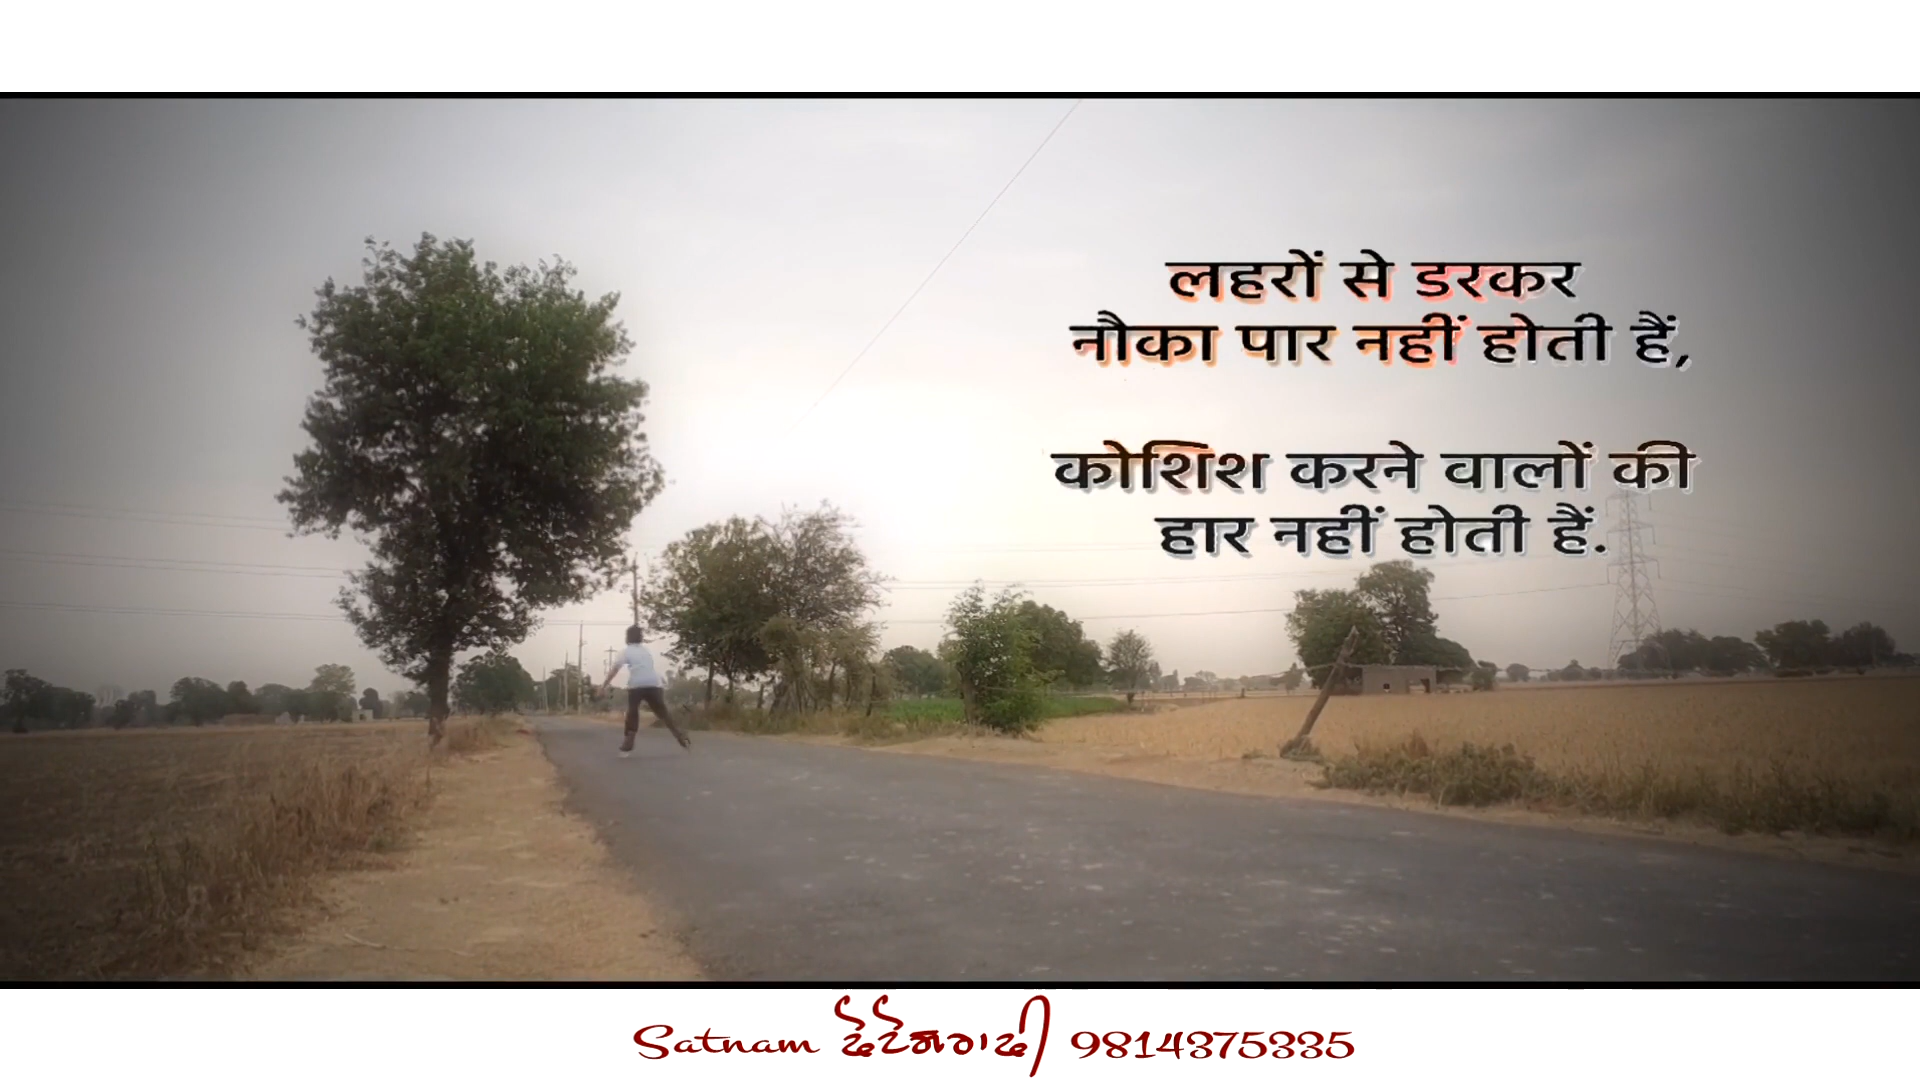 लहरों से डरकर
नौका पार नहीं होती हैं,
कोशिश करने वालों की
हार नहीं होती हैं.
Satnam 9814375335